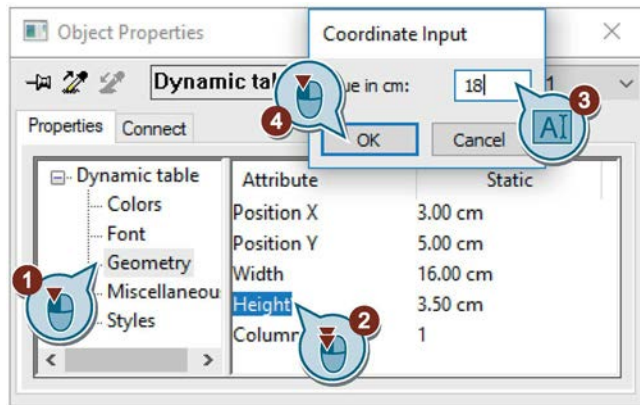 Object Properties
Coordinate Input
Dynamic tal
ue in cm:
18
1
3
4
AI
OK
Cancel
Properties
Connect
Dynamic table
Colors
Font
Geometry
Miscellaneou
Styles
Attribute
Static
Position X
3.00 cm
Position Y
5.00 cm
Width
16.00 cm
Height
3.50 cm
Column
1
1
2